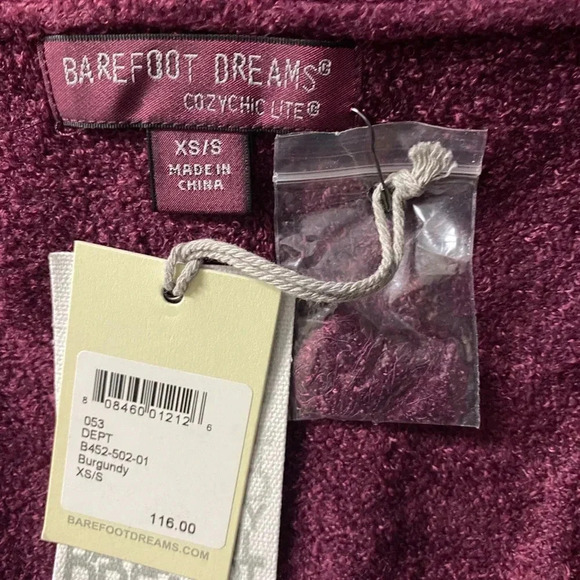 BAREFOOT DREAMS®
COZYCHIC LITE®
XS/S
MADE IN
CHINA
8 08460 01212 6
053
DEPT
B452-502-01
Burgundy
XS/S
116.00
BAREFOOTDREAMS.COM